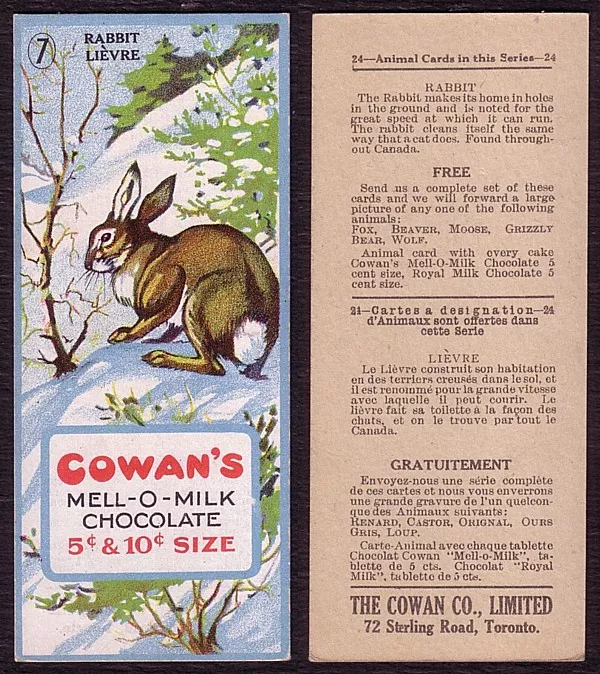 7
RABBIT
LIÈVRE
COWAN'S
MELL-O-MILK
CHOCOLATE
5¢ & 10¢ SIZE
24—Animal Cards in this Series—24
RABBIT
The Rabbit makes its home in holes
in the ground and is noted for the
great speed at which it can run.
The rabbit cleans itself the same
way that a cat does. Found through-
out Canada.
FREE
Send us a complete set of these
cards and we will forward a large
picture of any one of the following
animals:
FOX, BEAVER, MOOSE, GRIZZLY
BEAR, WOLF.
Animal card with every cake
Cowan's Mell-O-Milk Chocolate 5
cent size, Royal Milk Chocolate 5
cent size.
24—Cartes a designation—24
d'Animaux sont offertes dans
cette Serie
LIÈVRE
Le Lièvre construit son habitation
en des terriers creusés dans le sol, et
il est renommé pour la grande vitesse
avec laquelle il peut courir. Le
lièvre fait sa toilette à la façon des
chats, et on le trouve par tout le
Canada.
GRATUITEMENT
Envoyez-nous une série complète
de ces cartes et nous vous enverrons
une grande gravure de l'un quelcon-
que des Animaux suivants:
RENARD, CASTOR, ORIGNAL, OURS
GRIS, LOUP.
Carte-Animal avec chaque tablette
Chocolat Cowan "Mell-o-Milk", ta-
blette de 5 cts. Chocolat "Royal
Milk", tablette de 5 cts.
THE COWAN CO., LIMITED
72 Sterling Road, Toronto.